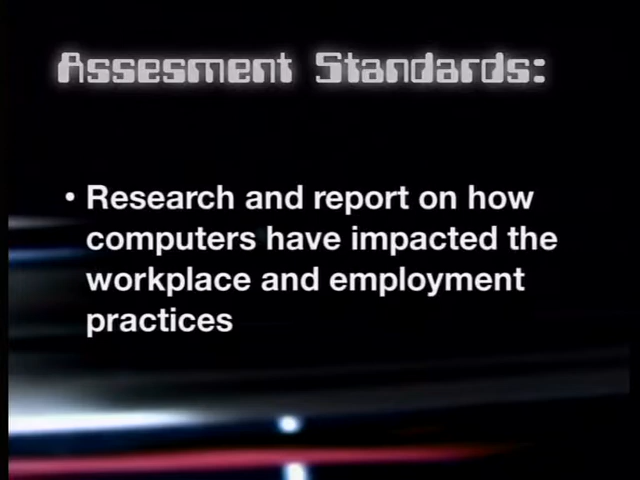 Assesment Standards:
• Research and report on how
computers have impacted the
workplace and employment
practices